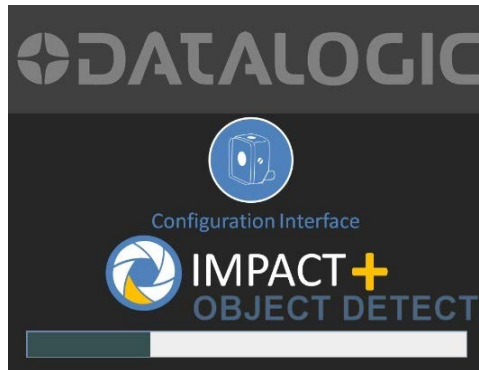 DATALOGIC
Configuration Interface
IMPACT+
OBJECT DETECT